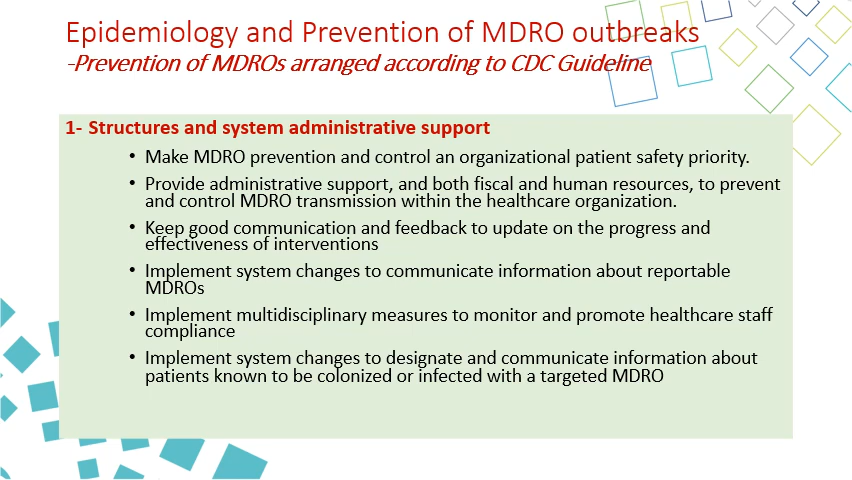 Epidemiology and Prevention of MDRO outbreaks
-Prevention of MDROs arranged according to CDC Guideline
1- Structures and system administrative support
• Make MDRO prevention and control an organizational patient safety priority.
• Provide administrative support, and both fiscal and human resources, to prevent
and control MDRO transmission within the healthcare organization.
• Keep good communication and feedback to update on the progress and
effectiveness of interventions
• Implement system changes to communicate information about reportable
MDROs
• Implement multidisciplinary measures to monitor and promote healthcare staff
compliance
• Implement system changes to designate and communicate information about
patients known to be colonized or infected with a targeted MDRO